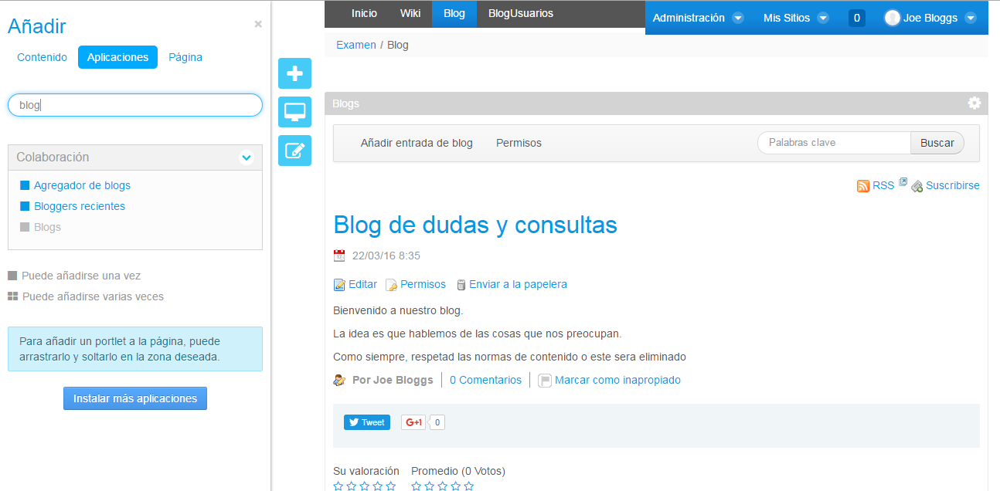 Añadir
×
Contenido Aplicaciones Página
blog
Colaboración
Agregador de blogs
Bloggers recientes
Blogs
Puede añadirse una vez
Puede añadirse varias veces
Para añadir un portlet a la página, puede
arrastrarlo y soltarlo en la zona deseada.
Instalar más aplicaciones
Inicio Wiki Blog BlogUsuarios
Administración Mis Sitios 0 Joe Bloggs
Examen / Blog
Blogs
Añadir entrada de blog Permisos Palabras clave Buscar
RSS Suscribirse
Blog de dudas y consultas
22/03/16 8:35
Editar Permisos Enviar a la papelera
Bienvenido a nuestro blog.
La idea es que hablemos de las cosas que nos preocupan.
Como siempre, respetad las normas de contenido o este sera eliminado
Por Joe Bloggs 0 Comentarios Marcar como inapropiado
Tweet G+1 0
Su valoración Promedio (0 Votos)